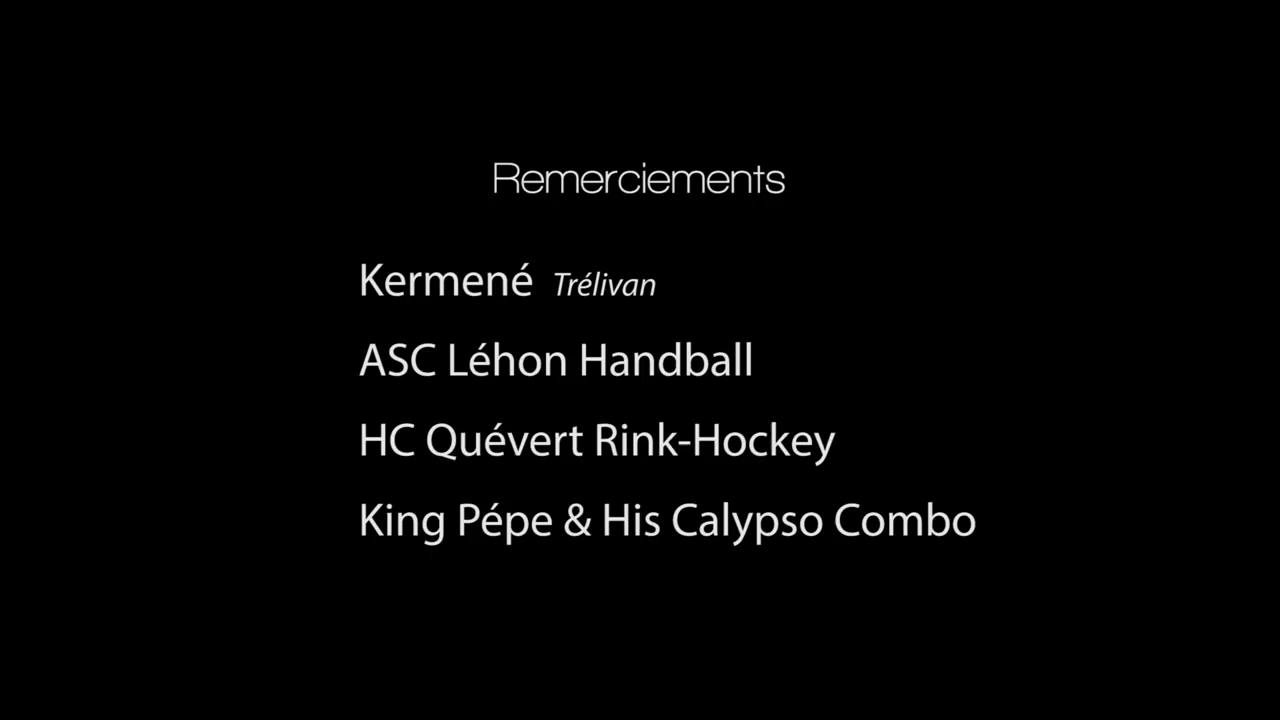 Remerciements
Kermené Trélivan
ASC Léhon Handball
HC Quévert Rink-Hockey
King Pépe & His Calypso Combo